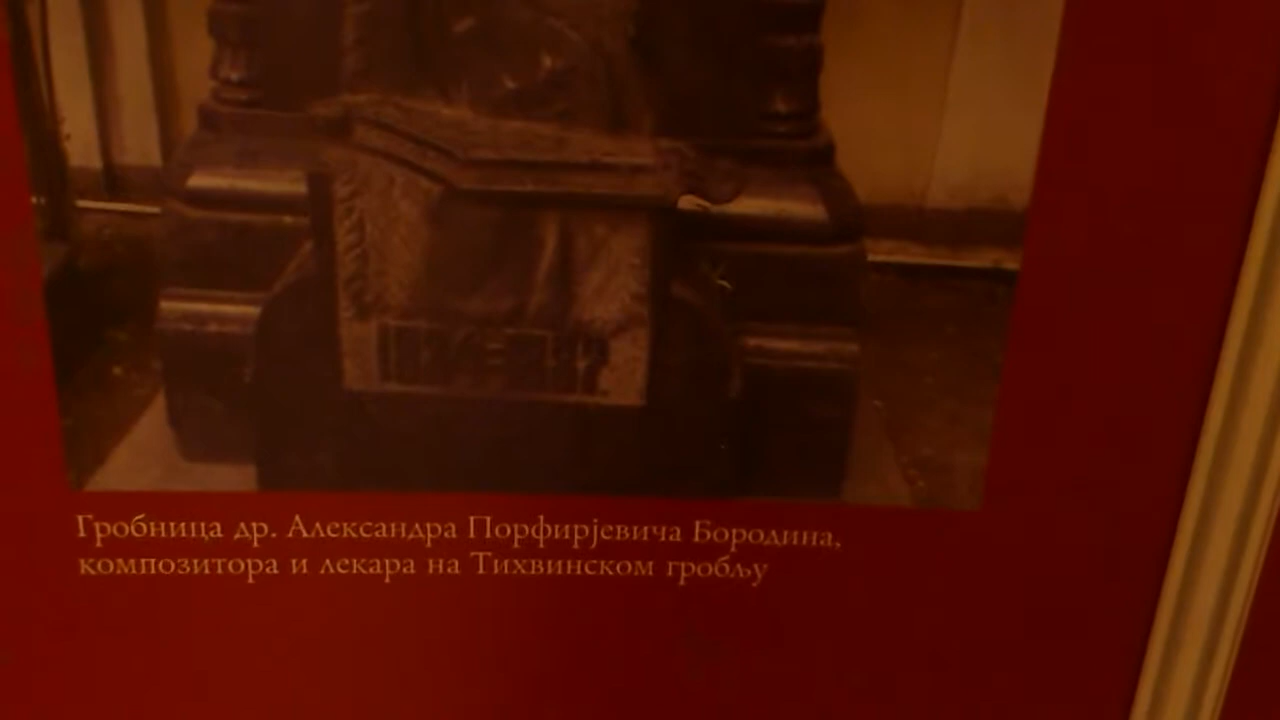 Гробница др. Александра Порфирјевича Бородина,
композитора и лекара на Тихвинском гробљу